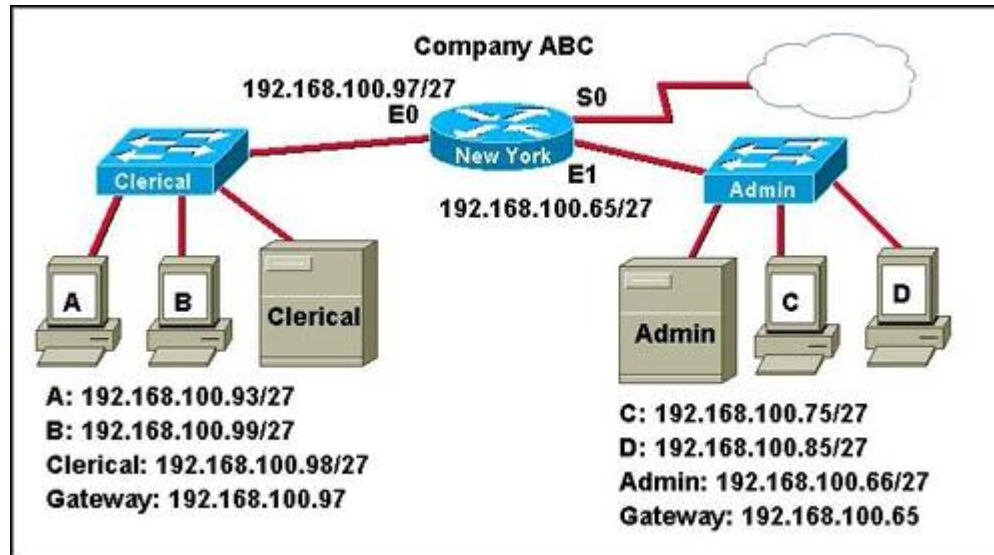 Company ABC
192.168.100.97/27
E0
S0
New York
E1
192.168.100.65/27
Clerical
Admin
A
B
Clerical
Admin
C
D
A: 192.168.100.93/27
B: 192.168.100.99/27
Clerical: 192.168.100.98/27
Gateway: 192.168.100.97
C: 192.168.100.75/27
D: 192.168.100.85/27
Admin: 192.168.100.66/27
Gateway: 192.168.100.65